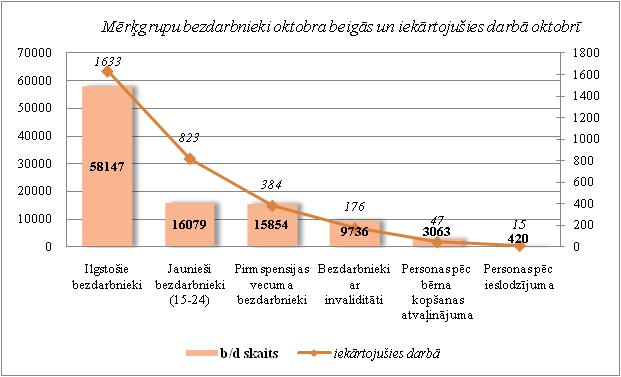 Mērķgrupu bezdarbnieki oktobra beigās un iekārtojušies darbā oktobrī
70000
60000
50000
40000
30000
20000
10000
0
1800
1600
1400
1200
1000
800
600
400
200
0
1633
823
384
176
47
15
58147
16079
15854
9736
3063
420
Ilgstošie
bezdarbnieki
Jaunieši
bezdarbnieki
(15-24)
Pirmspensijas
vecuma
bezdarbnieki
Bezdarbnieki
ar
invaliditāti
Personas pēc
bērna
kopšanas
atvaļinājuma
Personas pēc
ieslodzījuma
b/d skaits
iekārtojušies darbā